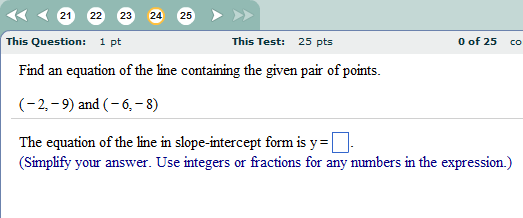 21 22 23 24 25
This Question: 1 pt This Test: 25 pts 0 of 25 co
Find an equation of the line containing the given pair of points.
(−2,−9) and (−6,−8)
The equation of the line in slope-intercept form is y= .
(Simplify your answer. Use integers or fractions for any numbers in the expression.)